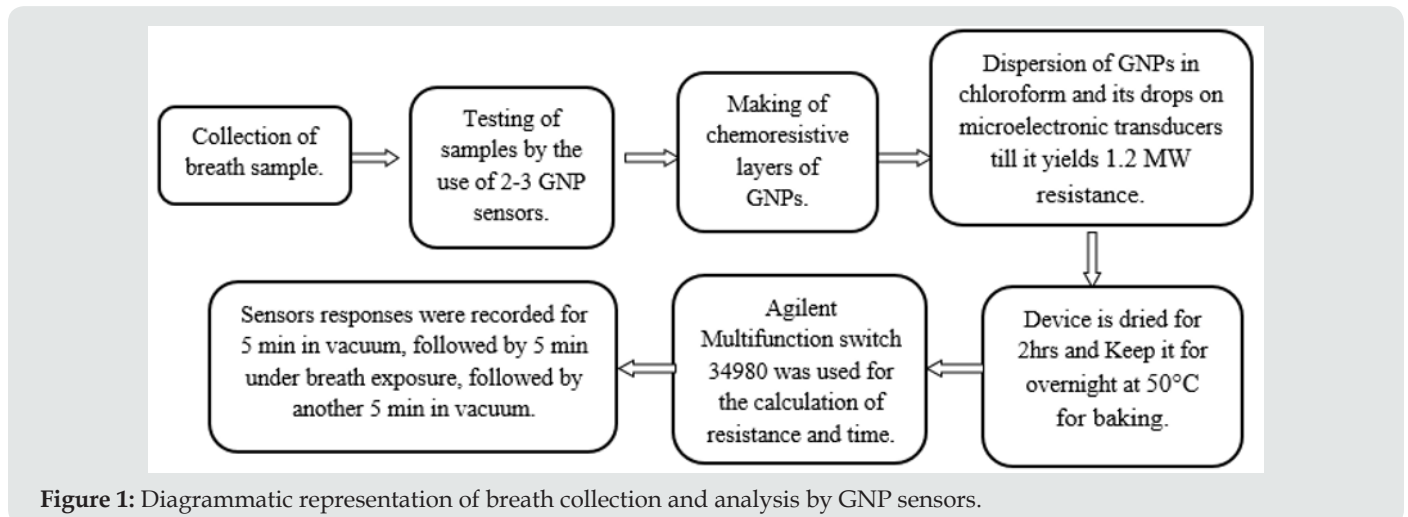 Collection of
breath sample.
Testing of
samples by the
use of 2-3 GNP
sensors.
Making of
chemoresistive
layers of
GNPs.
Dispersion of GNPs in
chloroform and its drops on
microelectronic transducers
till it yields 1.2 MW
resistance.
Device is dried for
2hrs and Keep it for
overnight at 50°C
for baking.
Agilent
Multifunction switch
34980 was used for
the calculation of
resistance and time.
Sensors responses were recorded for
5 min in vacuum, followed by 5 min
under breath exposure, followed by
another 5 min in vacuum.
Figure 1: Diagrammatic representation of breath collection and analysis by GNP sensors.